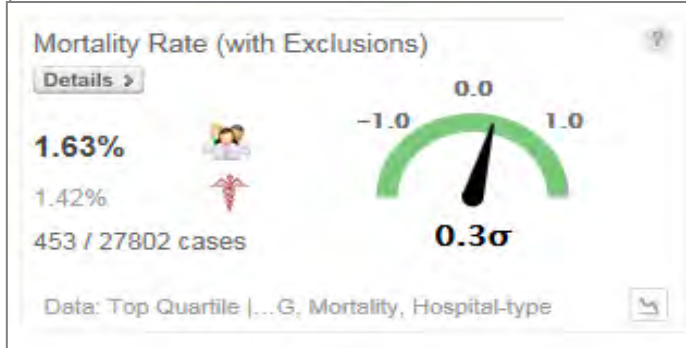 Mortality Rate (with Exclusions)
?
Details >
0.0
−1.0
1.0
1.63%
1.42%
0.3σ
453 / 27802 cases
Data: Top Quartile |...G, Mortality, Hospital-type